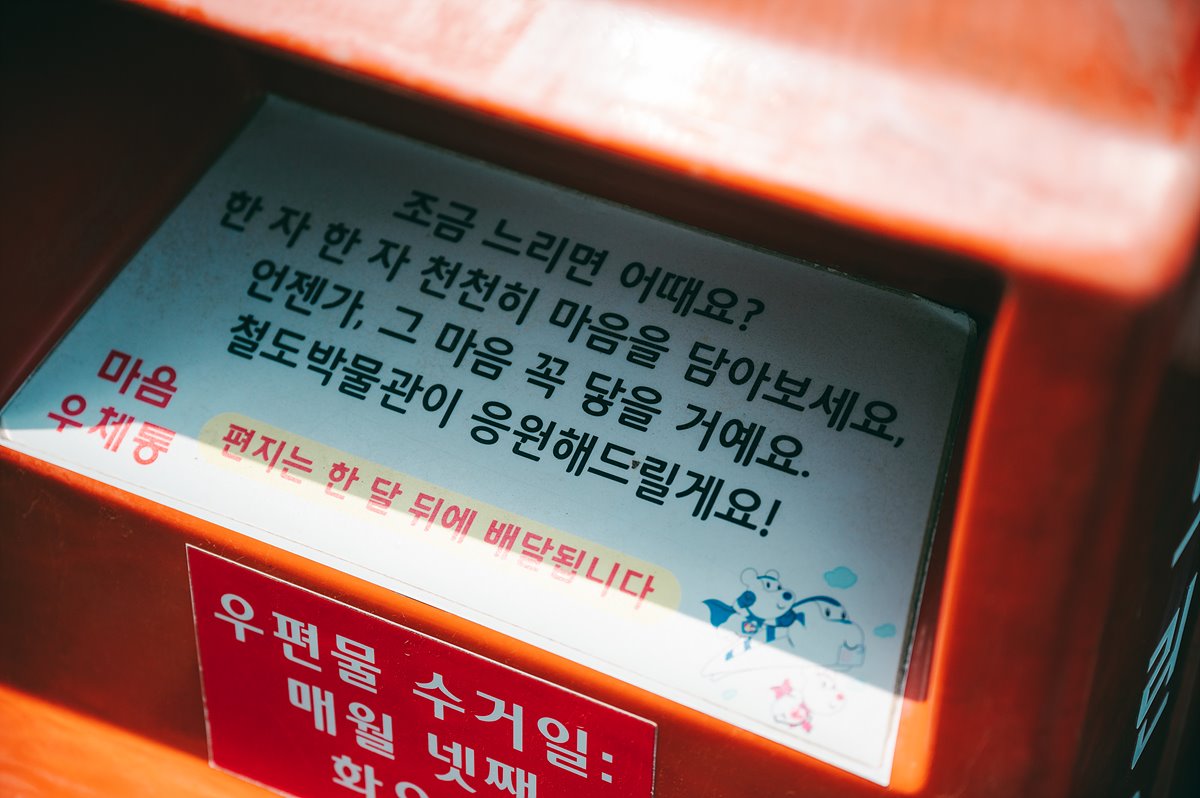 조금 느리면 어때요?
한 자 한 자 천천히 마음을 담아보세요,
언젠가, 그 마음 꼭 닿을 거예요.
철도박물관이 응원해드릴게요!
마음
우체통
편지는 한 달 뒤에 배달됩니다
우편물 수거일:
매월 넷째